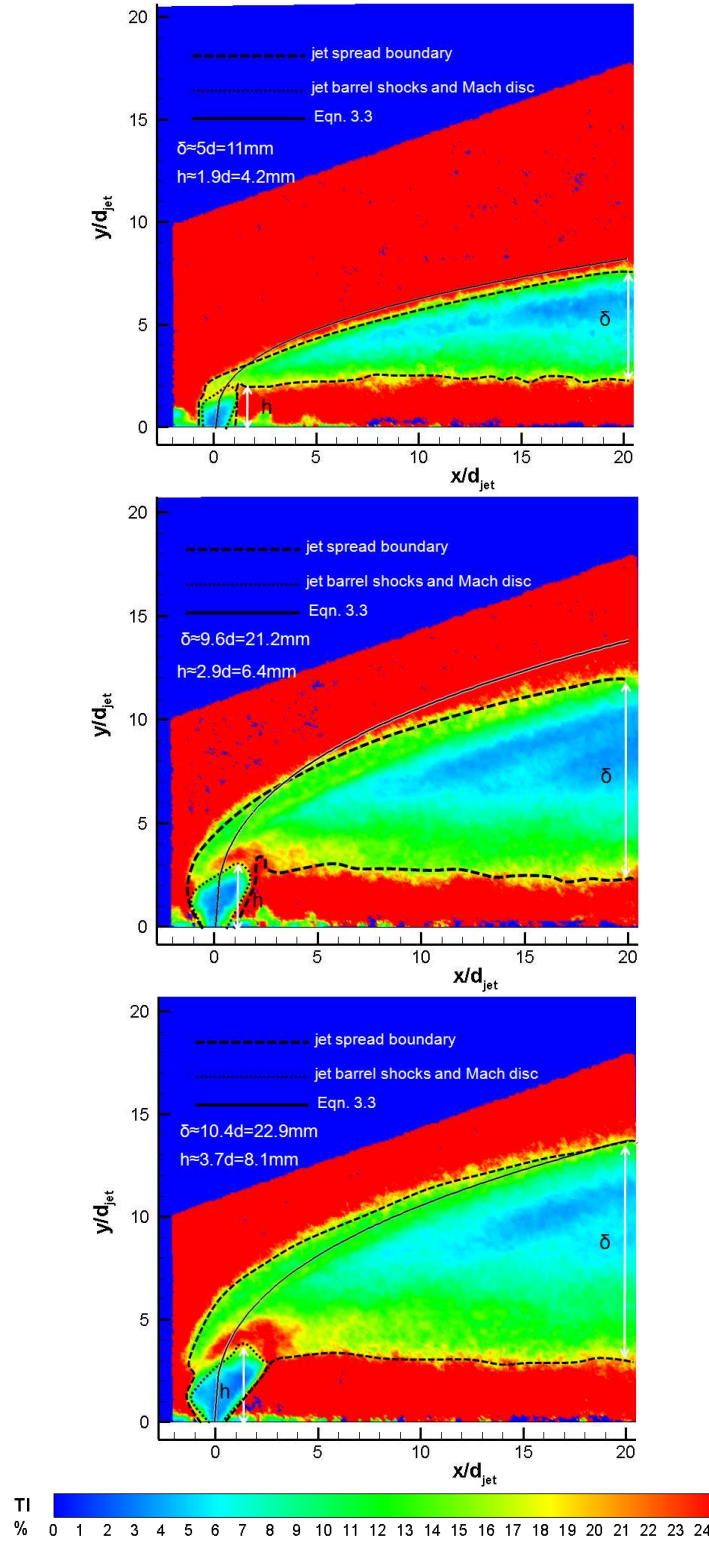 20
jet spread boundary
jet barrel shocks and Mach disc
Eqn. 3.3
15
δ≈5d=11mm
h≈1.9d=4.2mm
y/djet
10
5
δ
h
0
0 5 10 15 20
x/djet
20
jet spread boundary
jet barrel shocks and Mach disc
Eqn. 3.3
15
δ≈9.6d=21.2mm
h≈2.9d=6.4mm
y/djet
10
δ
5
h
0
0 5 10 15 20
x/djet
20
jet spread boundary
jet barrel shocks and Mach disc
Eqn. 3.3
15
δ≈10.4d=22.9mm
h≈3.7d=8.1mm
y/djet
10
δ
5
h
0
0 5 10 15 20
x/djet
TI
% 0 1 2 3 4 5 6 7 8 9 10 11 12 13 14 15 16 17 18 19 20 21 22 23 24